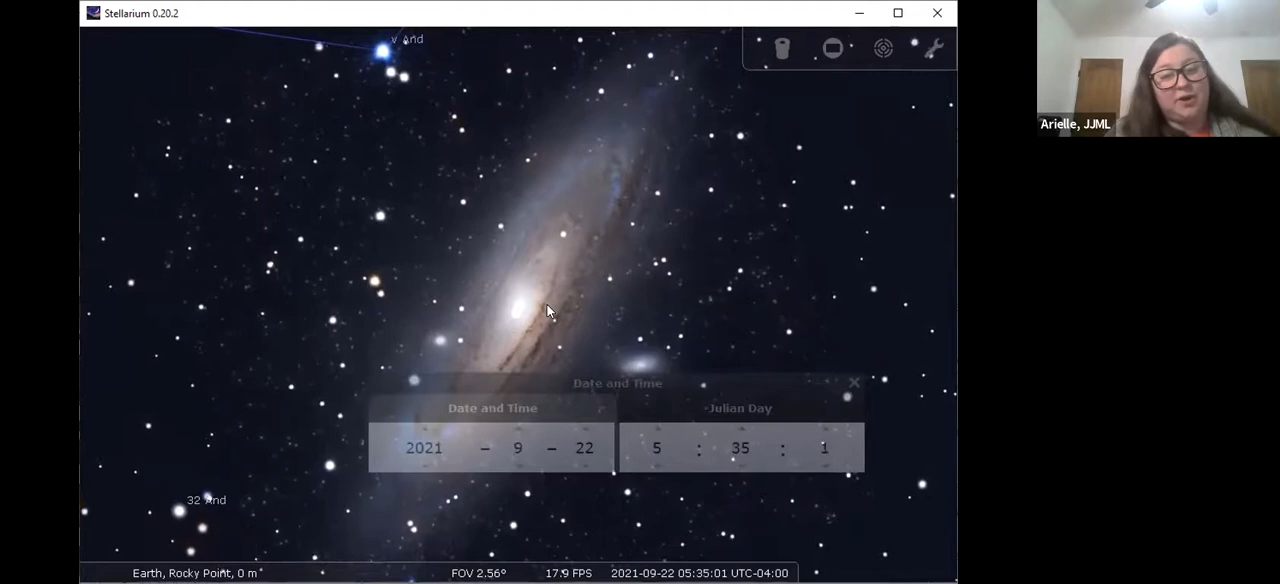 Stellarium 0.20.2
ν And
Arielle, JJML
Date and Time
Date and Time
Julian Day
2021 – 9 – 22
5 : 35 : 1
32 And
Earth, Rocky Point, 0 m
FOV 2.56°
17.9 FPS
2021-09-22 05:35:01 UTC-04:00